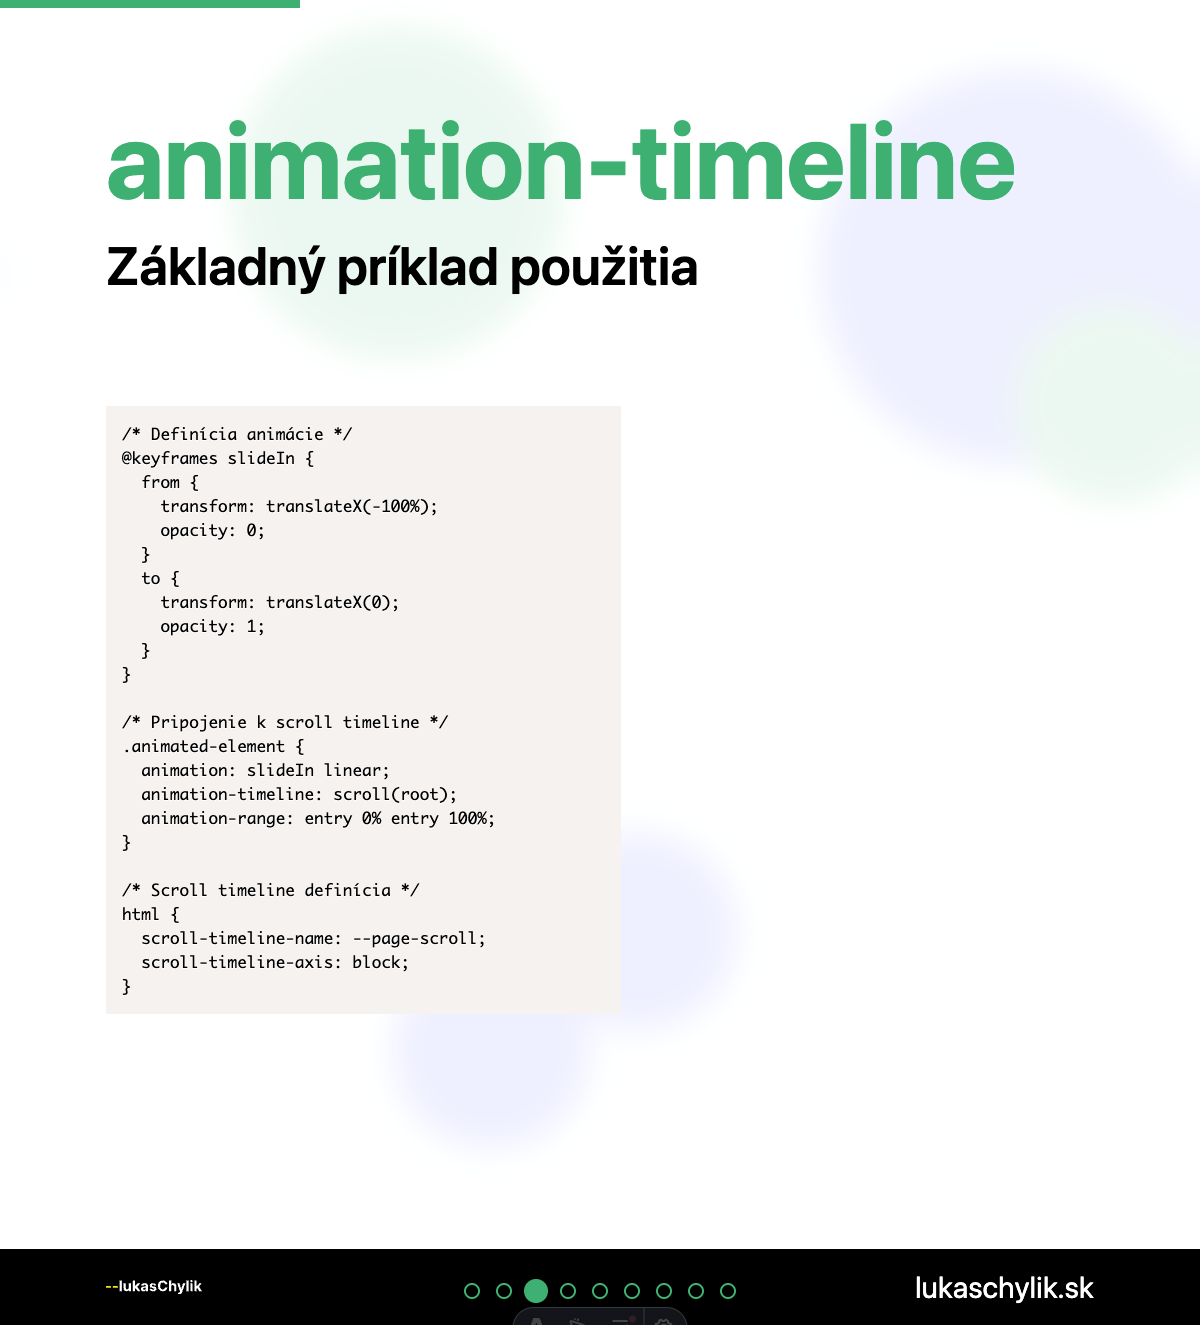 animation-timeline
Základný príklad použitia
/* Definícia animácie */
@keyframes slideIn {
  from {
    transform: translateX(-100%);
    opacity: 0;
  }
  to {
    transform: translateX(0);
    opacity: 1;
  }
}
/* Pripojenie k scroll timeline */
.animated-element {
  animation: slideIn linear;
  animation-timeline: scroll(root);
  animation-range: entry 0% entry 100%;
}
/* Scroll timeline definícia */
html {
  scroll-timeline-name: --page-scroll;
  scroll-timeline-axis: block;
}
--lukasChylik
lukaschylik.sk